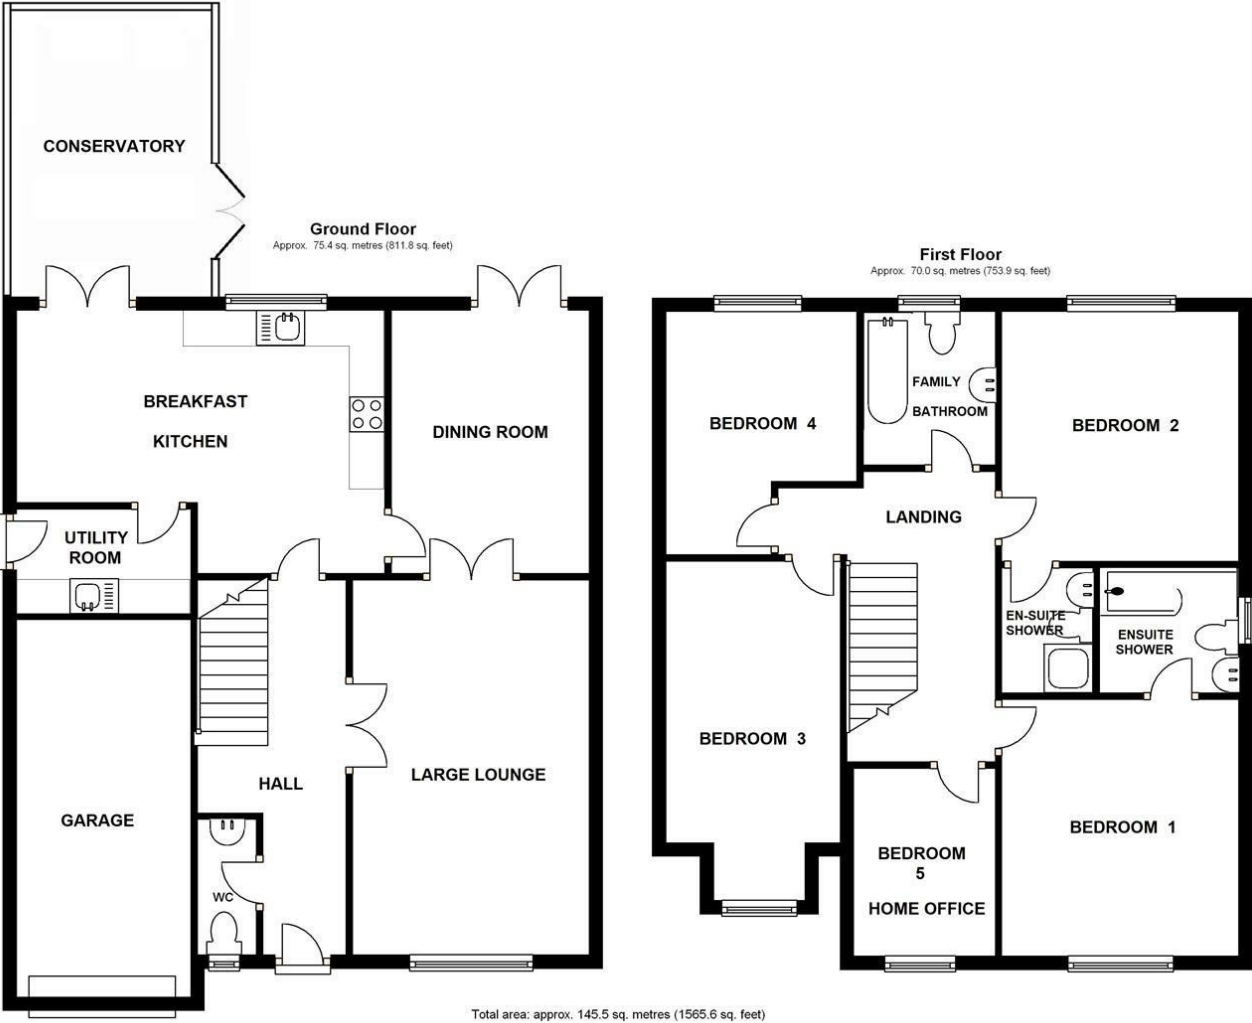 CONSERVATORY
Ground Floor
Approx. 75.4 sq. metres (811.8 sq. feet)
BREAKFAST
KITCHEN
DINING ROOM
UTILITY
ROOM
LARGE LOUNGE
HALL
GARAGE
WC
First Floor
Approx. 70.0 sq. metres (753.9 sq. feet)
FAMILY
BATHROOM
BEDROOM 4
BEDROOM 2
LANDING
EN-SUITE
SHOWER
ENSUITE
SHOWER
BEDROOM 3
BEDROOM 1
BEDROOM
5
HOME OFFICE
Total area: approx. 145.5 sq. metres (1565.6 sq. feet)